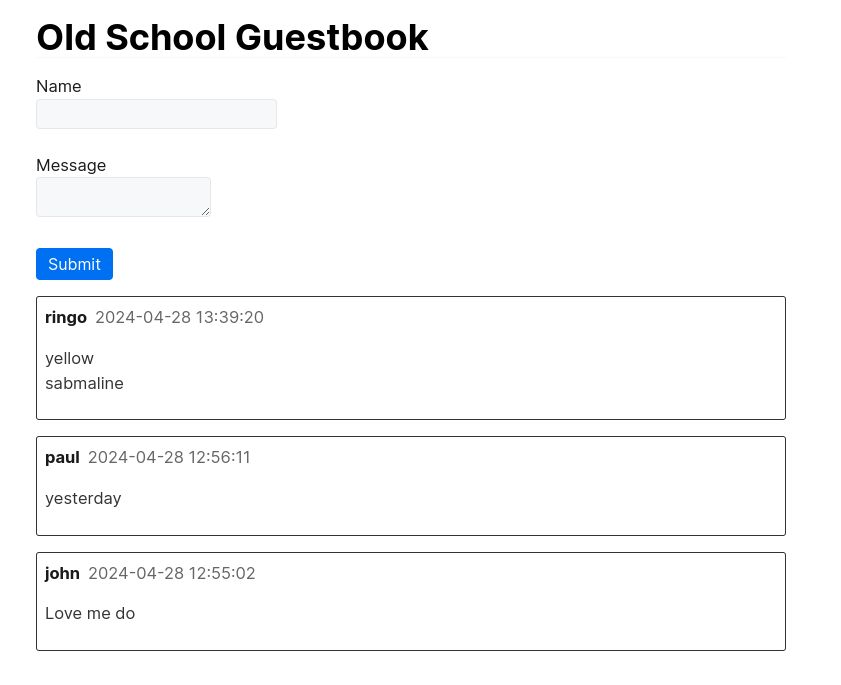 Old School Guestbook
Name
Message
Submit
ringo 2024-04-28 13:39:20
yellow
sabmaline
paul 2024-04-28 12:56:11
yesterday
john 2024-04-28 12:55:02
Love me do